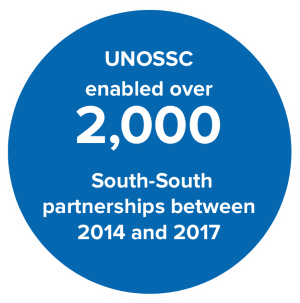 UNOSSC
enabled over
2,000
South-South
partnerships between
2014 and 2017